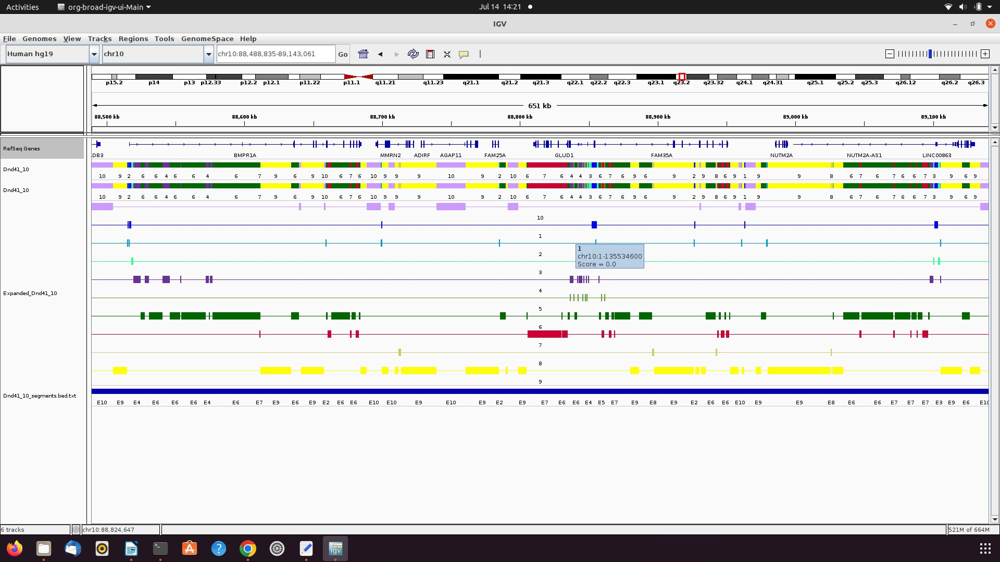 Activities org-broad-igv-ui-Main Jul 14 14:21
IGV
File Genomes View Tracks Regions Tools GenomeSpace Help
Human hg19 chr10 chr10:88,488,835-89,143,061 Go
p15.2 p14 p13 p12.33 p12.2 p12.1 p11.22 p11.1 q11.21 q11.23 q21.1 q21.2 q21.3 q22.1 q22.2 q22.3 q23.1 q23.2 q23.32 q24.1 q24.31 q25.1 q25.2 q25.3 q26.12 q26.2 q26.3
651 kb
88,500 kb 88,600 kb 88,700 kb 88,800 kb 88,900 kb 89,000 kb 89,100 kb
RefSeq Genes
DB3 BMPR1A MMRN2 ADIRF AGAP11 FAM25A GLUD1 FAM35A NUTM2A NUTM2A-AS1 LINC00863
Dnd41_10
10 9 2 6 6 4 6 6 4 6 7 9 6 9 10 6 7 6 10 9 9 9 10 9 2 10 6 7 6 4 4 3 6 7 6 9 6 9 2 9 8 6 9 1 9 9 8 6 7 6 7 6 6 7 3 9 6 9
Dnd41_10
10 9 2 6 6 4 6 6 4 6 7 9 6 9 10 6 7 6 10 9 9 9 10 9 2 10 6 7 6 4 4 3 6 7 6 9 6 9 2 9 8 6 9 1 9 9 8 6 7 6 7 6 6 7 3 9 6 9
10
1
1
chr10:1-135534600
Score = 0.0
2
3
4
Expanded_Dnd41_10
5
6
7
8
9
Dnd41_10_segments.bed.txt
E10 E9 E4 E6 E6 E6 E4 E6 E7 E9 E6 E9 E2 E6 E6 E10 E10 E9 E10 E9 E2 E9 E7 E6 E6 E4 E5 E7 E9 E8 E9 E2 E6 E6 E10 E9 E9 E8 E6 E6 E7 E7 E7 E3 E9 E6 E10
6 tracks chr10:88,824,647 521M of 664M
igv